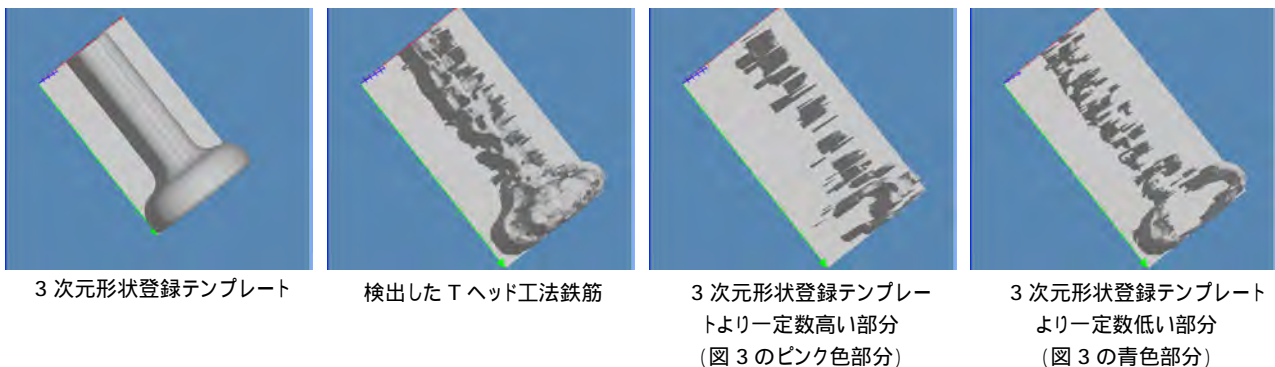 3 次元形状登録テンプレート
検出した T ヘッド工法鉄筋
3 次元形状登録テンプレー
トより一定数高い部分
(図 3 のピンク色部分)
3 次元形状登録テンプレート
より一定数低い部分
(図 3 の青色部分)